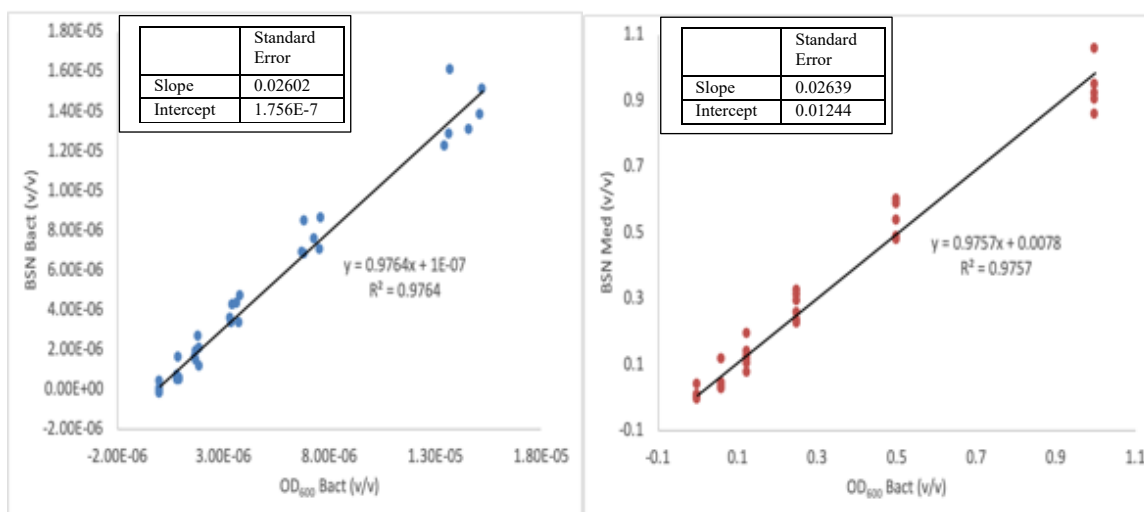 1.80E-05
1.60E-05
1.40E-05
1.20E-05
1.00E-05
8.00E-06
6.00E-06
4.00E-06
2.00E-06
0.00E+00
-2.00E-06
BSN Bact (v/v)
Standard
Error
Slope 0.02602
Intercept 1.756E-7
y = 0.9764x + 1E-07
R² = 0.9764
-2.00E-06 3.00E-06 8.00E-06 1.30E-05 1.80E-05
OD₆₀₀ Bact (v/v)
1.1
0.9
0.7
0.5
0.3
0.1
-0.1
BSN Med (v/v)
Standard
Error
Slope 0.02639
Intercept 0.01244
y = 0.9757x + 0.0078
R² = 0.9757
-0.1 0.1 0.3 0.5 0.7 0.9 1.1
OD₆₀₀ Bact (v/v)